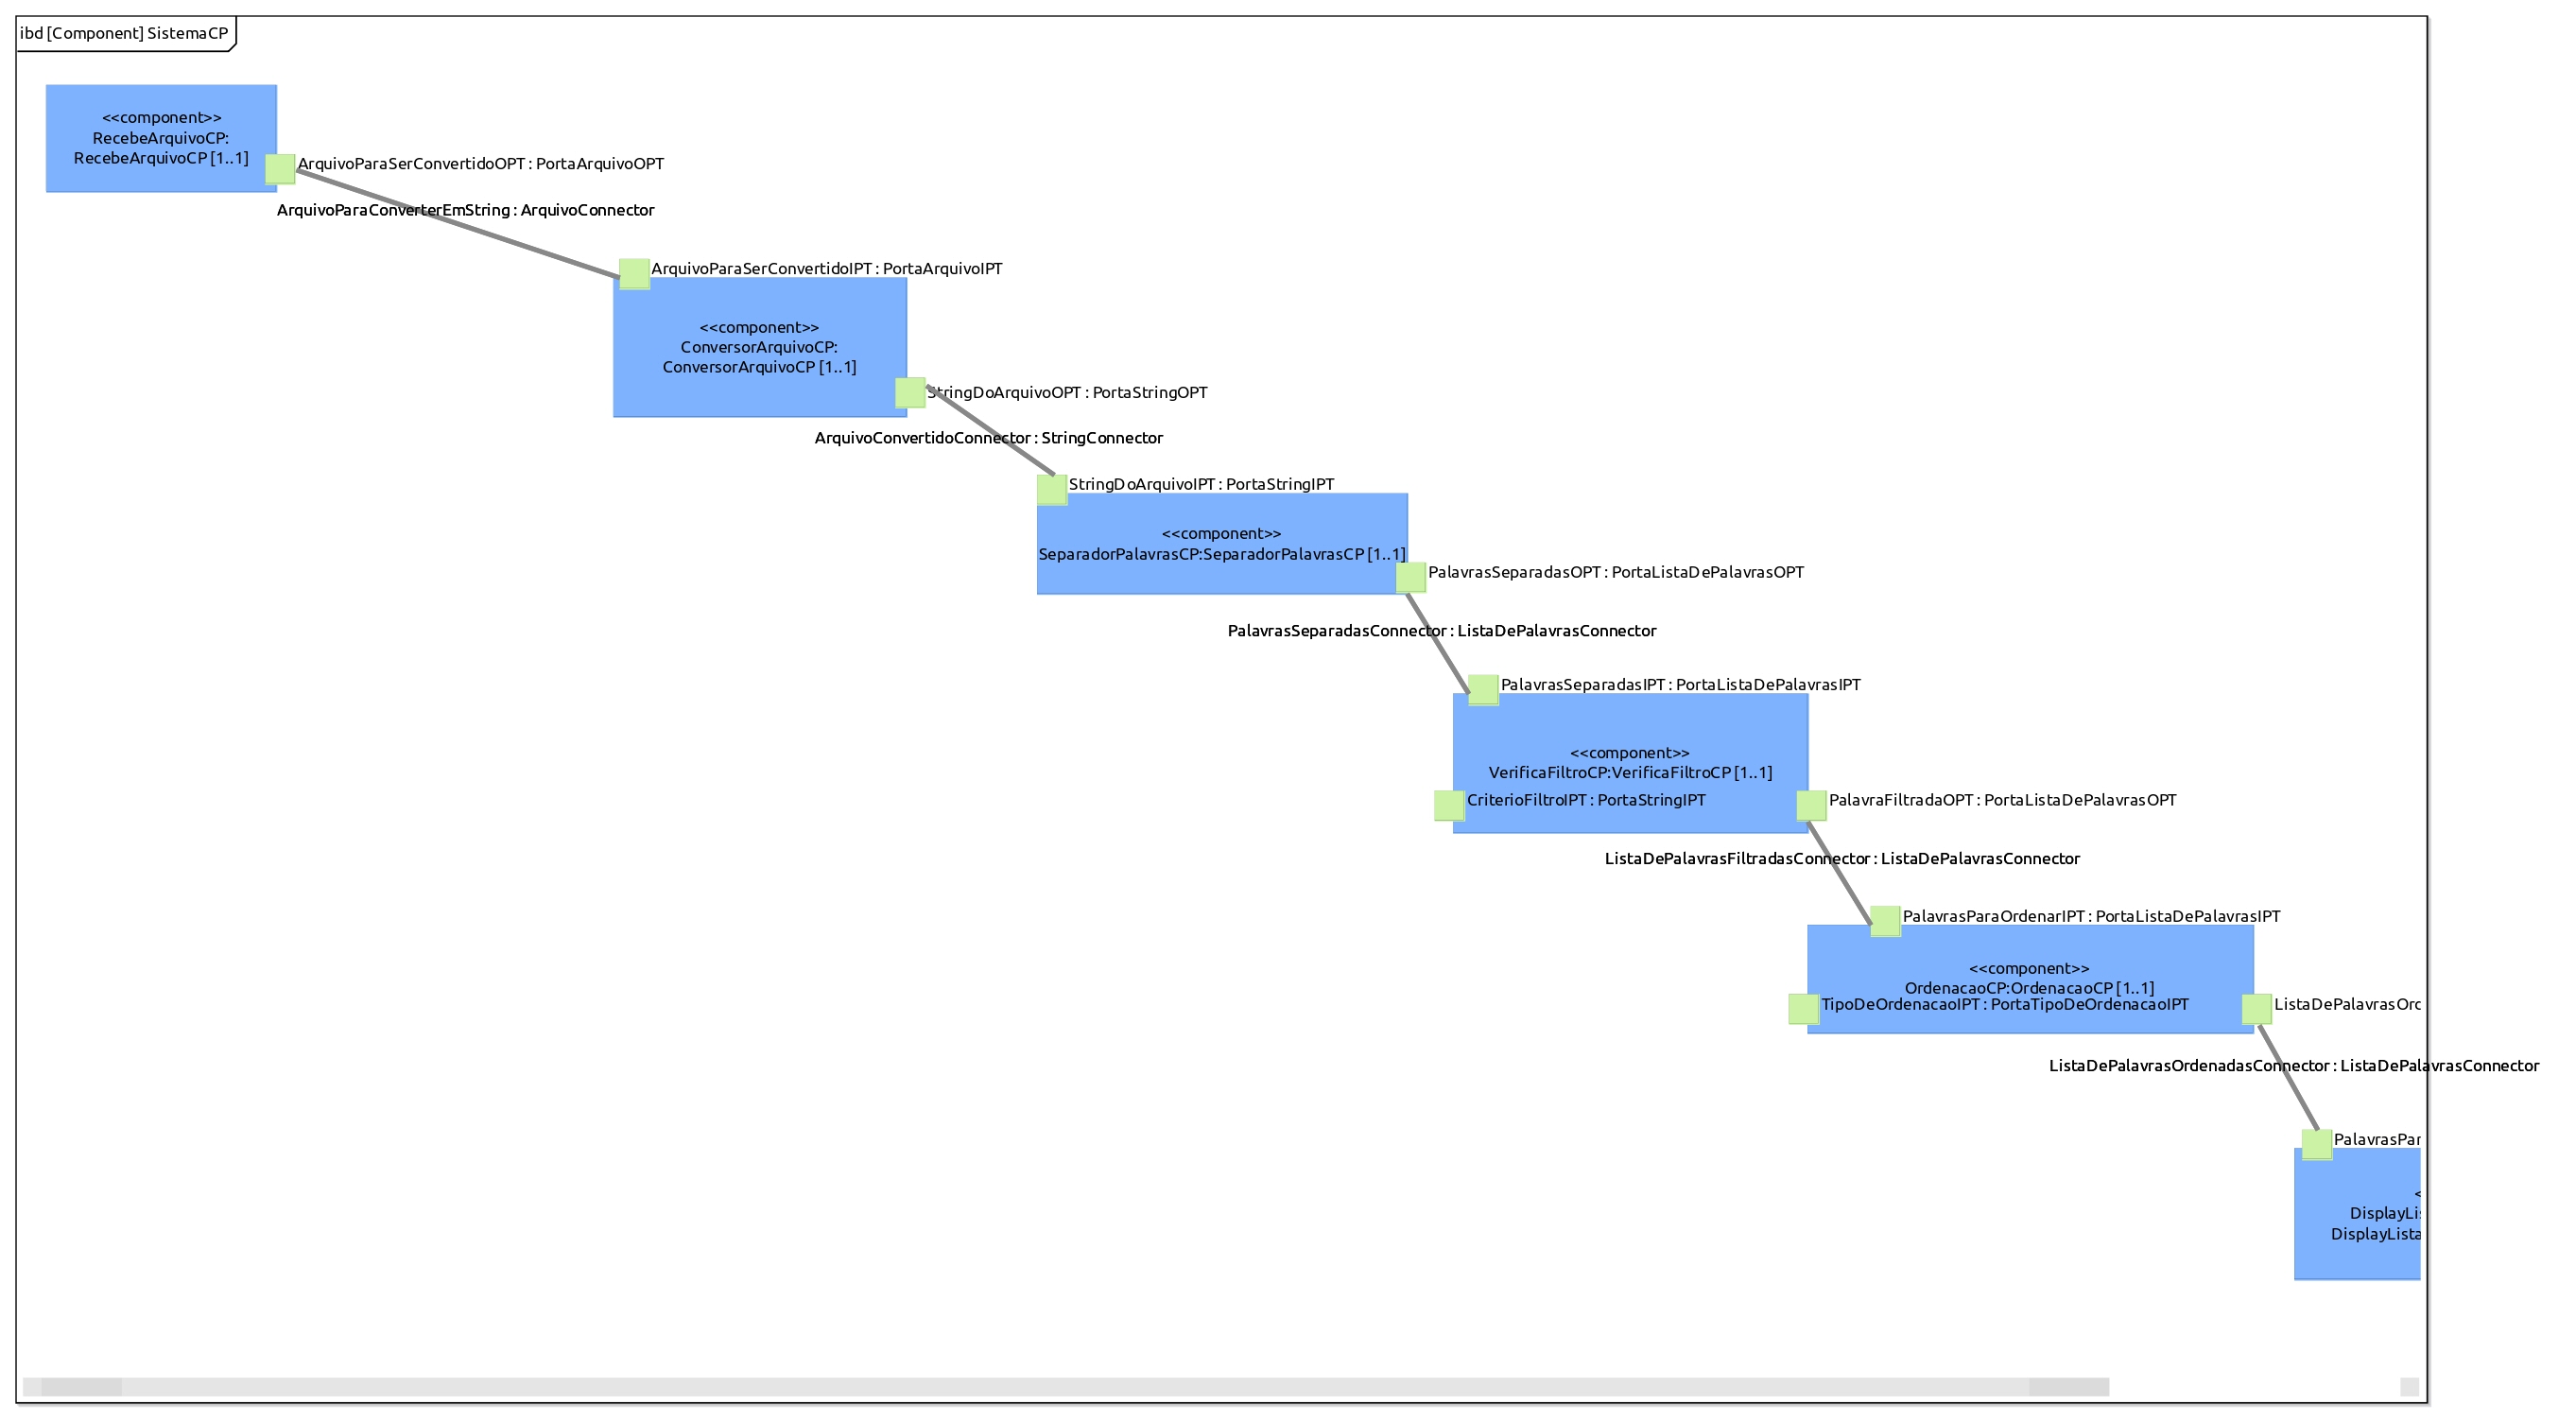 ibd [Component] SistemaCP
<<component>>
RecebeArquivoCP:
RecebeArquivoCP [1..1]
ArquivoParaSerConvertidoOPT : PortaArquivoOPT
ArquivoParaConverterEmString : ArquivoConnector
ArquivoParaSerConvertidoIPT : PortaArquivoIPT
<<component>>
ConversorArquivoCP:
ConversorArquivoCP [1..1]
StringDoArquivoOPT : PortaStringOPT
ArquivoConvertidoConnector : StringConnector
StringDoArquivoIPT : PortaStringIPT
<<component>>
SeparadorPalavrasCP:SeparadorPalavrasCP [1..1]
PalavrasSeparadasOPT : PortaListaDePalavrasOPT
PalavrasSeparadasConnector : ListaDePalavrasConnector
PalavrasSeparadasIPT : PortaListaDePalavrasIPT
<<component>>
VerificaFiltroCP:VerificaFiltroCP [1..1]
CriterioFiltroIPT : PortaStringIPT
PalavraFiltradaOPT : PortaListaDePalavrasOPT
ListaDePalavrasFiltradasConnector : ListaDePalavrasConnector
PalavrasParaOrdenarIPT : PortaListaDePalavrasIPT
<<component>>
OrdenacaoCP:OrdenacaoCP [1..1]
TipoDeOrdenacaoIPT : PortaTipoDeOrdenacaoIPT
ListaDePalavrasOrd
ListaDePalavrasOrdenadasConnector : ListaDePalavrasConnector
PalavrasPar
<
DisplayLis
DisplayLista